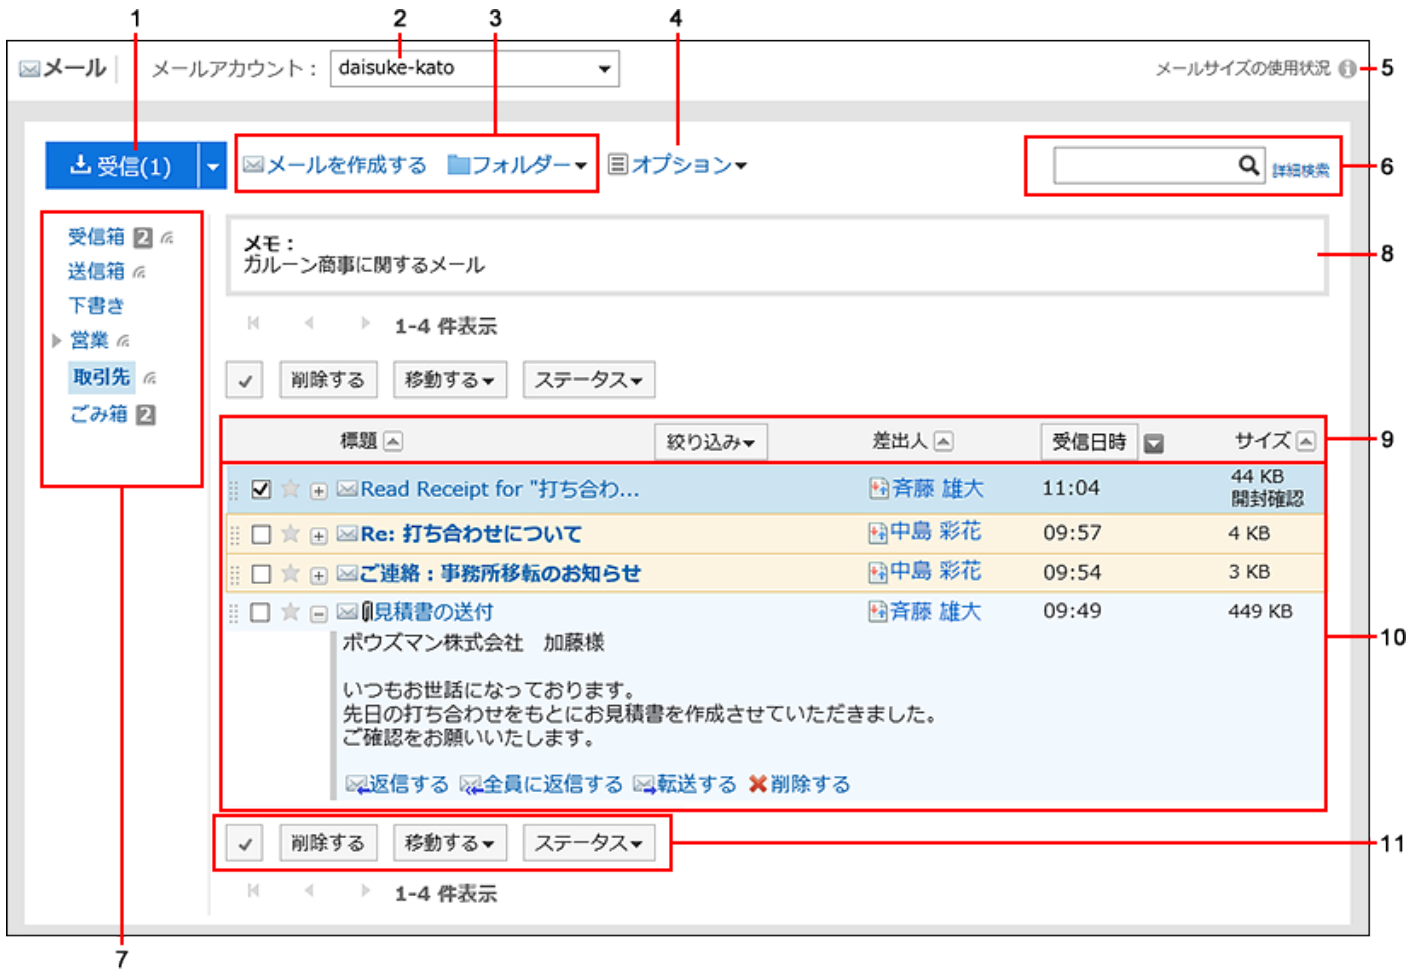 1 2 3 4
メール メールアカウント： daisuke-kato メールサイズの使用状況 5
受信(1) メールを作成する フォルダー オプション 詳細検索 6
受信箱 2
送信箱
下書き
営業
取引先
ごみ箱 2
メモ：
ガルーン商事に関するメール 8
1-4 件表示
削除する 移動する ステータス
標題 絞り込み 差出人 受信日時 サイズ 9
Read Receipt for "打ち合わ... 斉藤 雄大 11:04 44 KB
開封確認
Re: 打ち合わせについて 中島 彩花 09:57 4 KB
ご連絡：事務所移転のお知らせ 中島 彩花 09:54 3 KB
見積書の送付 斉藤 雄大 09:49 449 KB
ボウズマン株式会社 加藤様 10
いつもお世話になっております。
先日の打ち合わせをもとにお見積書を作成させていただきました。
ご確認をお願いいたします。
返信する 全員に返信する 転送する 削除する
削除する 移動する ステータス 11
1-4 件表示
7